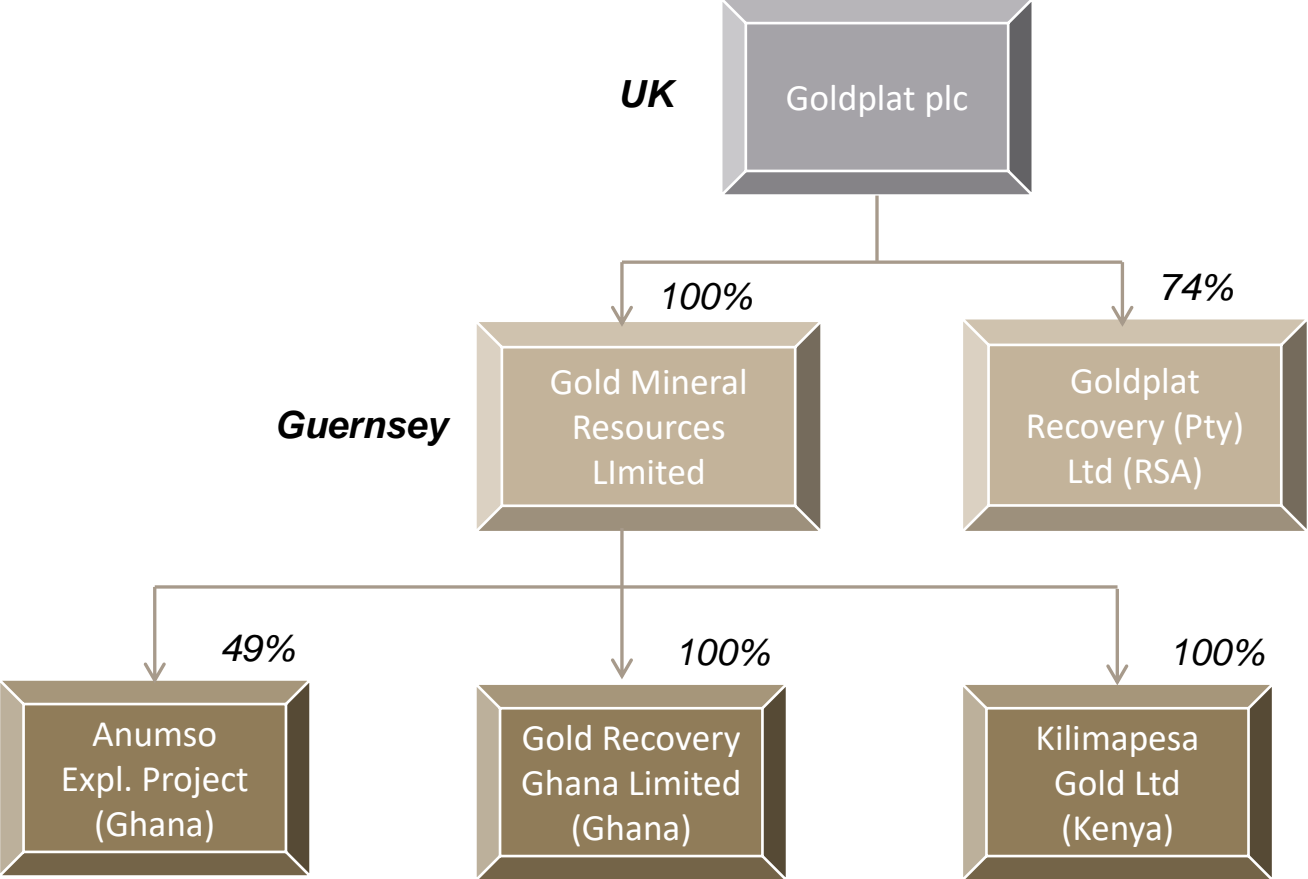 UK
Goldplat plc
100%
74%
Guernsey
Gold Mineral
Resources
LImited
Goldplat
Recovery (Pty)
Ltd (RSA)
49%
100%
100%
Anumso
Expl. Project
(Ghana)
Gold Recovery
Ghana Limited
(Ghana)
Kilimapesa
Gold Ltd
(Kenya)